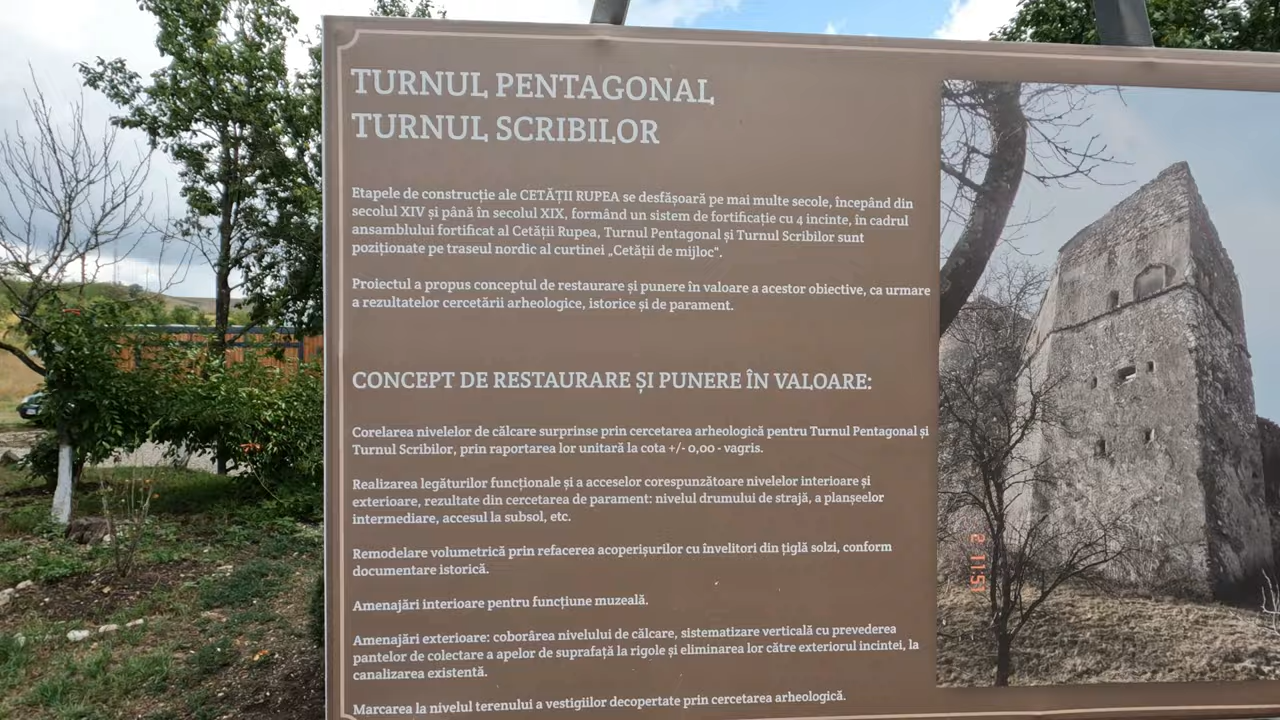 TURNUL PENTAGONAL
TURNUL SCRIBILOR
Etapele de construcție ale CETĂȚII RUPEA se desfășoară pe mai multe secole, începând din
secolul XIV și până în secolul XIX, formând un sistem de fortificație cu 4 incinte, în cadrul
ansamblului fortificat al Cetății Rupea, Turnul Pentagonal și Turnul Scribilor sunt
poziționate pe traseul nordic al curtinei „Cetății de mijloc“.
Proiectul a propus conceptul de restaurare și punere în valoare a acestor obiective, ca urmare
a rezultatelor cercetării arheologice, istorice și de parament.
CONCEPT DE RESTAURARE ȘI PUNERE ÎN VALOARE:
Corelarea nivelelor de călcare surprinse prin cercetarea arheologică pentru Turnul Pentagonal și
Turnul Scribilor, prin raportarea lor unitară la cota +/- 0,00 - vagris.
Realizarea legăturilor funcționale și a acceselor corespunzătoare nivelelor interioare și
exterioare, rezultate din cercetarea de parament: nivelul drumului de strajă, a planșeelor
intermediare, accesul la subsol, etc.
Remodelare volumetrică prin refacerea acoperișurilor cu învelitori din țiglă solzi, conform
documentare istorică.
Amenajări interioare pentru funcțiune muzeală.
Amenajări exterioare: coborârea nivelului de călcare, sistematizare verticală cu prevederea
pantelor de colectare a apelor de suprafață la rigole și eliminarea lor către exteriorul incintei, la
canalizarea existentă.
Marcarea la nivelul terenului a vestigiilor decopertate prin cercetarea arheologică.
2 11:51